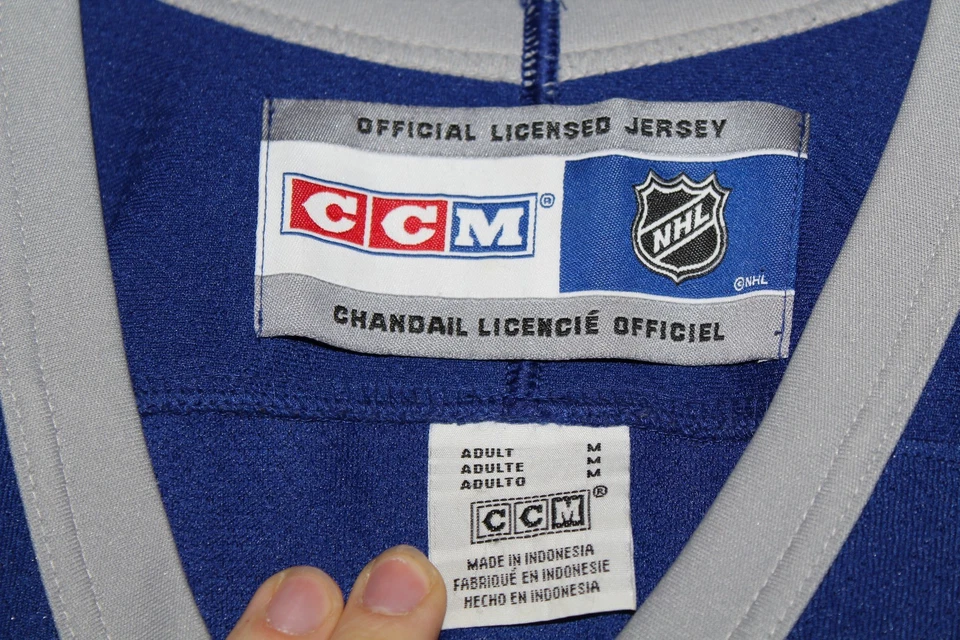 OFFICIAL LICENSED JERSEY
CCM®
NHL
©NHL
CHANDAIL LICENCIÉ OFFICIEL
ADULT M
ADULTE M
ADULTO M
CCM®
MADE IN INDONESIA
FABRIQUÉ EN INDONESIE
HECHO EN INDONESIA